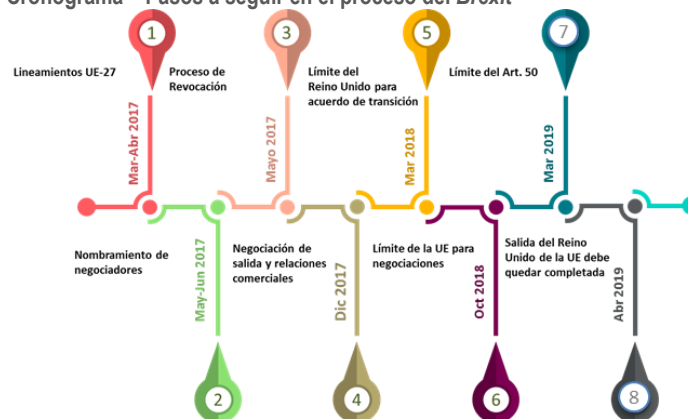 Cronograma – Pasos a seguir en el proceso del Brexit
1
3
5
7
Lineamientos UE-27
Proceso de
Revocación
Límite del
Reino Unido para
acuerdo de transición
Límite del Art. 50
Mar-Abr 2017
Mayo 2017
Mar 2018
Mar 2019
Nombramiento de
negociadores
May-Jun 2017
Negociación de
salida y relaciones
comerciales
Dic 2017
Límite de la UE para
negociaciones
Oct 2018
Salida del Reino
Unido de la UE debe
quedar completada
Abr 2019
2
4
6
8